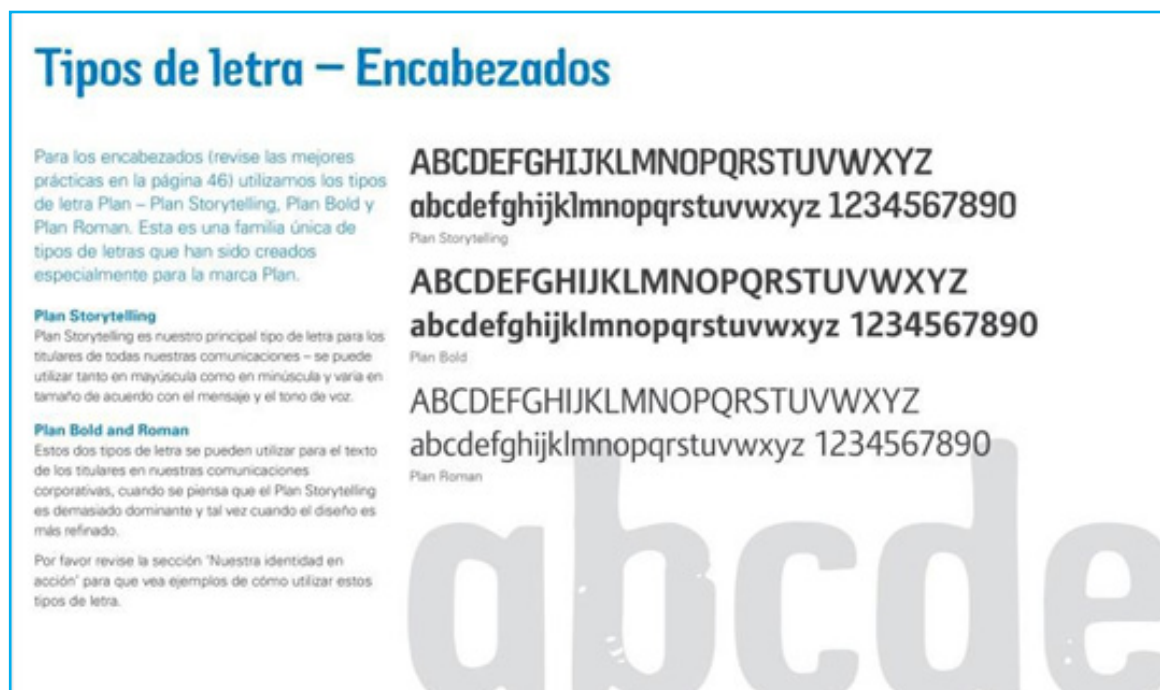 Tipos de letra – Encabezados
Para los encabezados (revise las mejores
prácticas en la página 46) utilizamos los tipos
de letra Plan – Plan Storytelling, Plan Bold y
Plan Roman. Esta es una familia única de
tipos de letras que han sido creados
especialmente para la marca Plan.
Plan Storytelling
Plan Storytelling es nuestro principal tipo de letra para los
titulares de todas nuestras comunicaciones – se puede
utilizar tanto en mayúscula como en minúscula y varia en
tamaño de acuerdo con el mensaje y el tono de voz.
Plan Bold and Roman
Estos dos tipos de letra se pueden utilizar para el texto
de los titulares en nuestras comunicaciones
corporativas, cuando se piensa que el Plan Storytelling
es demasiado dominante y tal vez cuando el diseño es
más refinado.
Por favor revise la sección 'Nuestra identidad en
acción' para que vea ejemplos de cómo utilizar estos
tipos de letra.
ABCDEFGHIJKLMNOPQRSTUVWXYZ
abcdefghijklmnopqrstuvwxyz 1234567890
Plan Storytelling
ABCDEFGHIJKLMNOPQRSTUVWXYZ
abcdefghijklmnopqrstuvwxyz 1234567890
Plan Bold
ABCDEFGHIJKLMNOPQRSTUVWXYZ
abcdefghijklmnopqrstuvwxyz 1234567890
Plan Roman
abcde